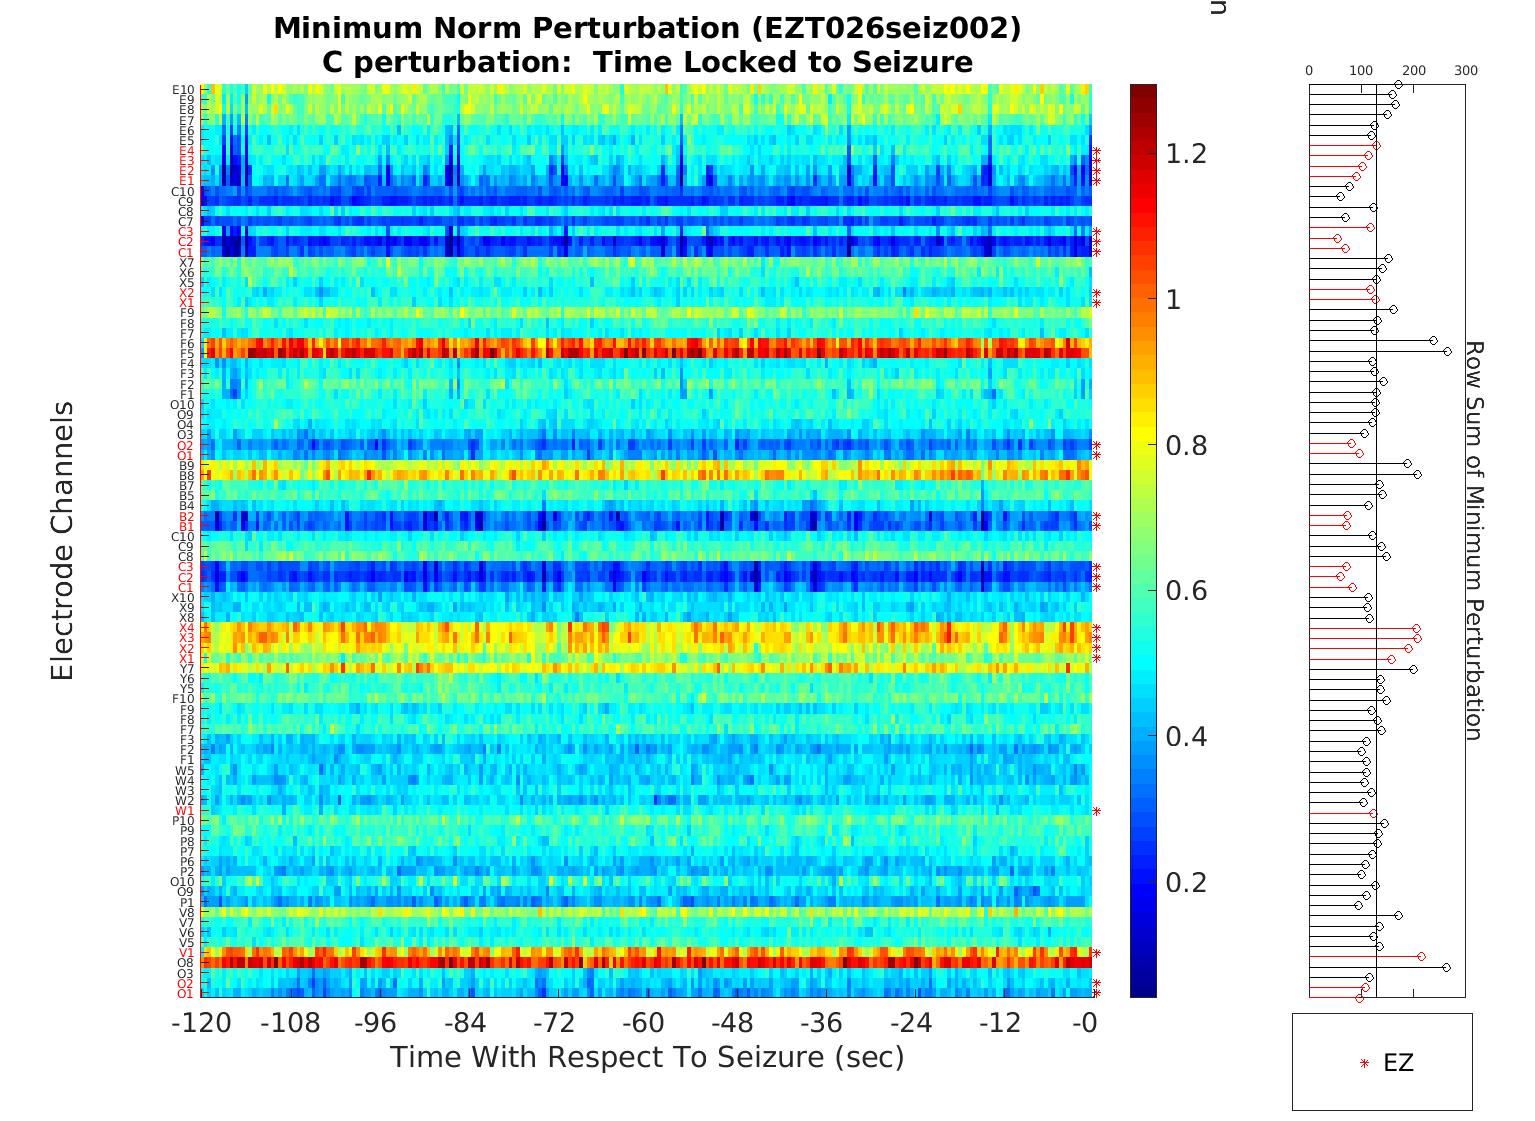 Minimum Norm Perturbation (EZT026seiz002)
C perturbation:  Time Locked to Seizure
n
Electrode Channels
E10
E9
E8
E7
E6
E5
E4
E3
E2
E1
C10
C9
C8
C7
C3
C2
C1
X7
X6
X5
X2
X1
F9
F8
F7
F6
F5
F4
F3
F2
F1
O10
O9
O4
O3
O2
O1
B9
B8
B7
B5
B4
B2
B1
C10
C9
C8
C3
C2
C1
X10
X9
X8
X4
X3
X2
X1
Y7
Y6
Y5
F10
F9
F8
F7
F3
F2
F1
W5
W4
W3
W2
W1
P10
P9
P8
P7
P6
P2
O10
O9
P1
V8
V7
V6
V5
V1
O8
O3
O2
O1
-120 -108 -96 -84 -72 -60 -48 -36 -24 -12 -0
Time With Respect To Seizure (sec)
1.2
1
0.8
0.6
0.4
0.2
0 100 200 300
Row Sum of Minimum Perturbation
EZ